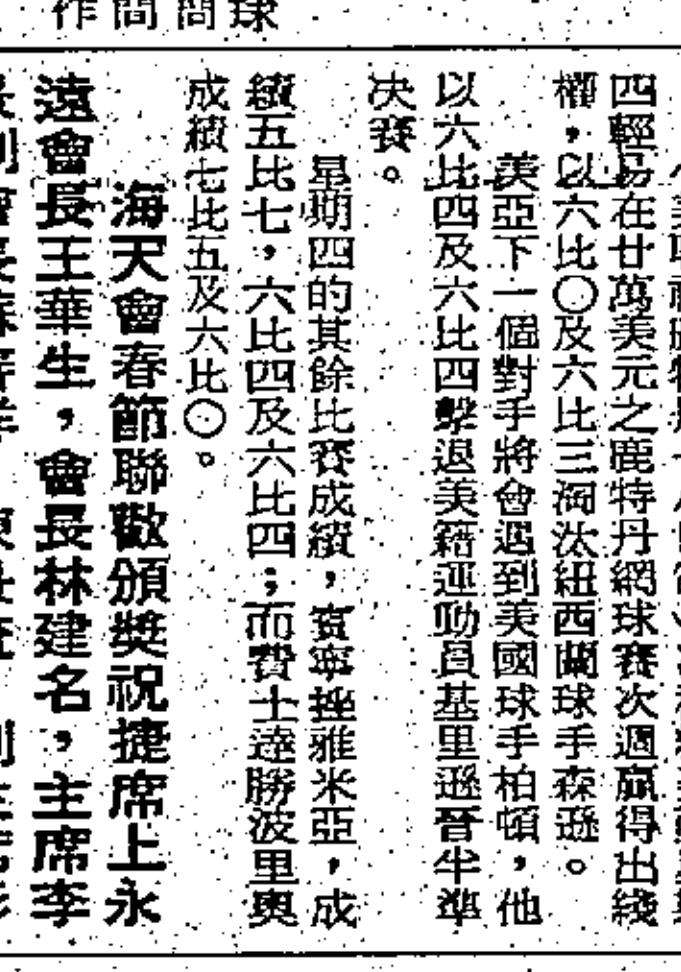 作間問球
四輕易在廿萬美元之鹿特丹網球賽次週贏得出綫
權，以六比〇及六比三淘汰紐西蘭球手森遜。
美亞下一個對手將會遇到美國球手柏頓，他
以六比四及六比四擊退美籍運動員基里遜晉半準
决賽。
星期四的其餘比賽成績，賓寧挫雅米亞，成
續五比七，六比四及六比四；而費士達勝波里奧
成績七比五及六比〇。
海天會春節聯歡頒獎祝捷席上永
遠會長王華生，會長林建名，主席李